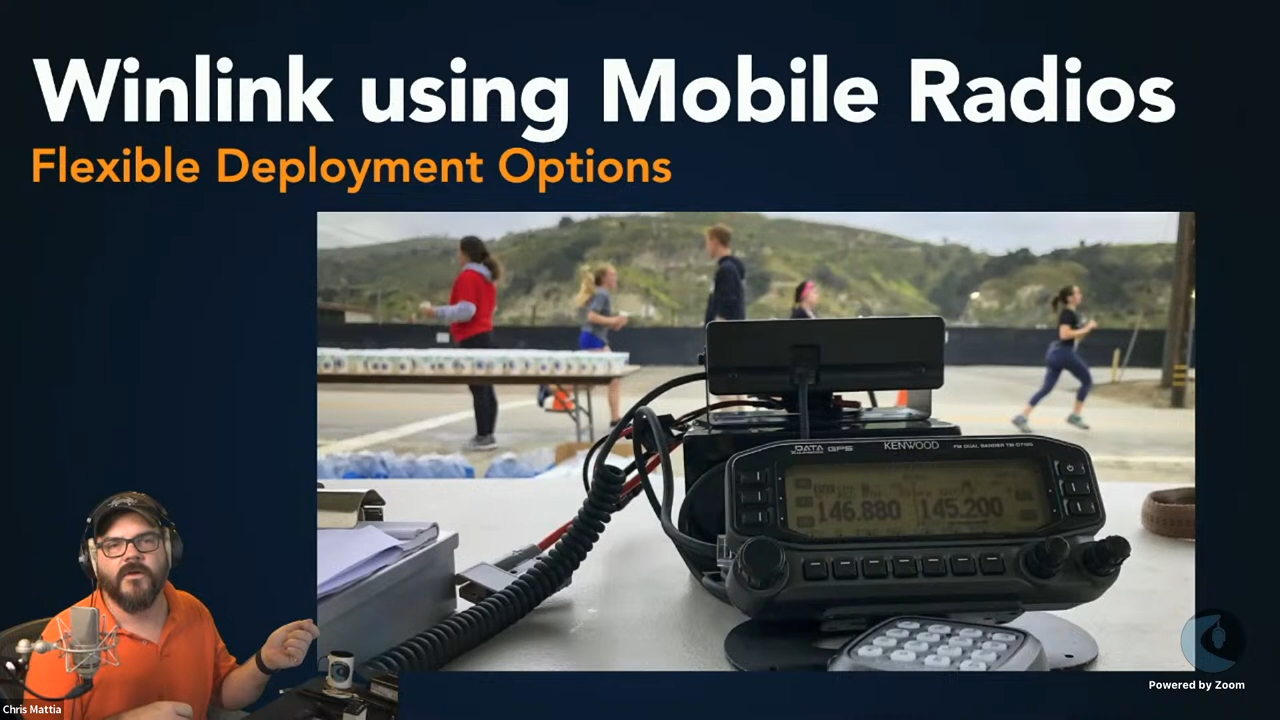 Winlink using Mobile Radios
Flexible Deployment Options
DATA GPS KENWOOD FM DUAL BANDER TM-D710G
146.880 145.200
Chris Mattia
Powered by Zoom